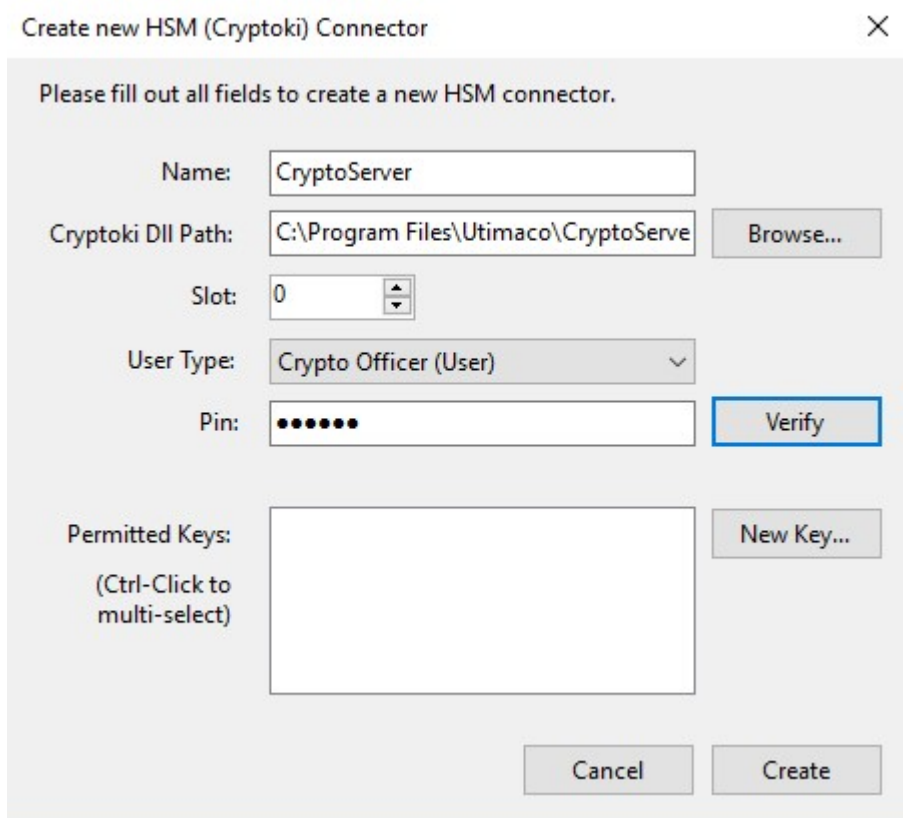 Create new HSM (Cryptoki) Connector
Please fill out all fields to create a new HSM connector.
Name: CryptoServer
Cryptoki Dll Path: C:\Program Files\Utimaco\CryptoServe Browse...
Slot: 0
User Type: Crypto Officer (User)
Pin: ●●●●●● Verify
Permitted Keys: New Key...
(Ctrl-Click to
multi-select)
Cancel Create